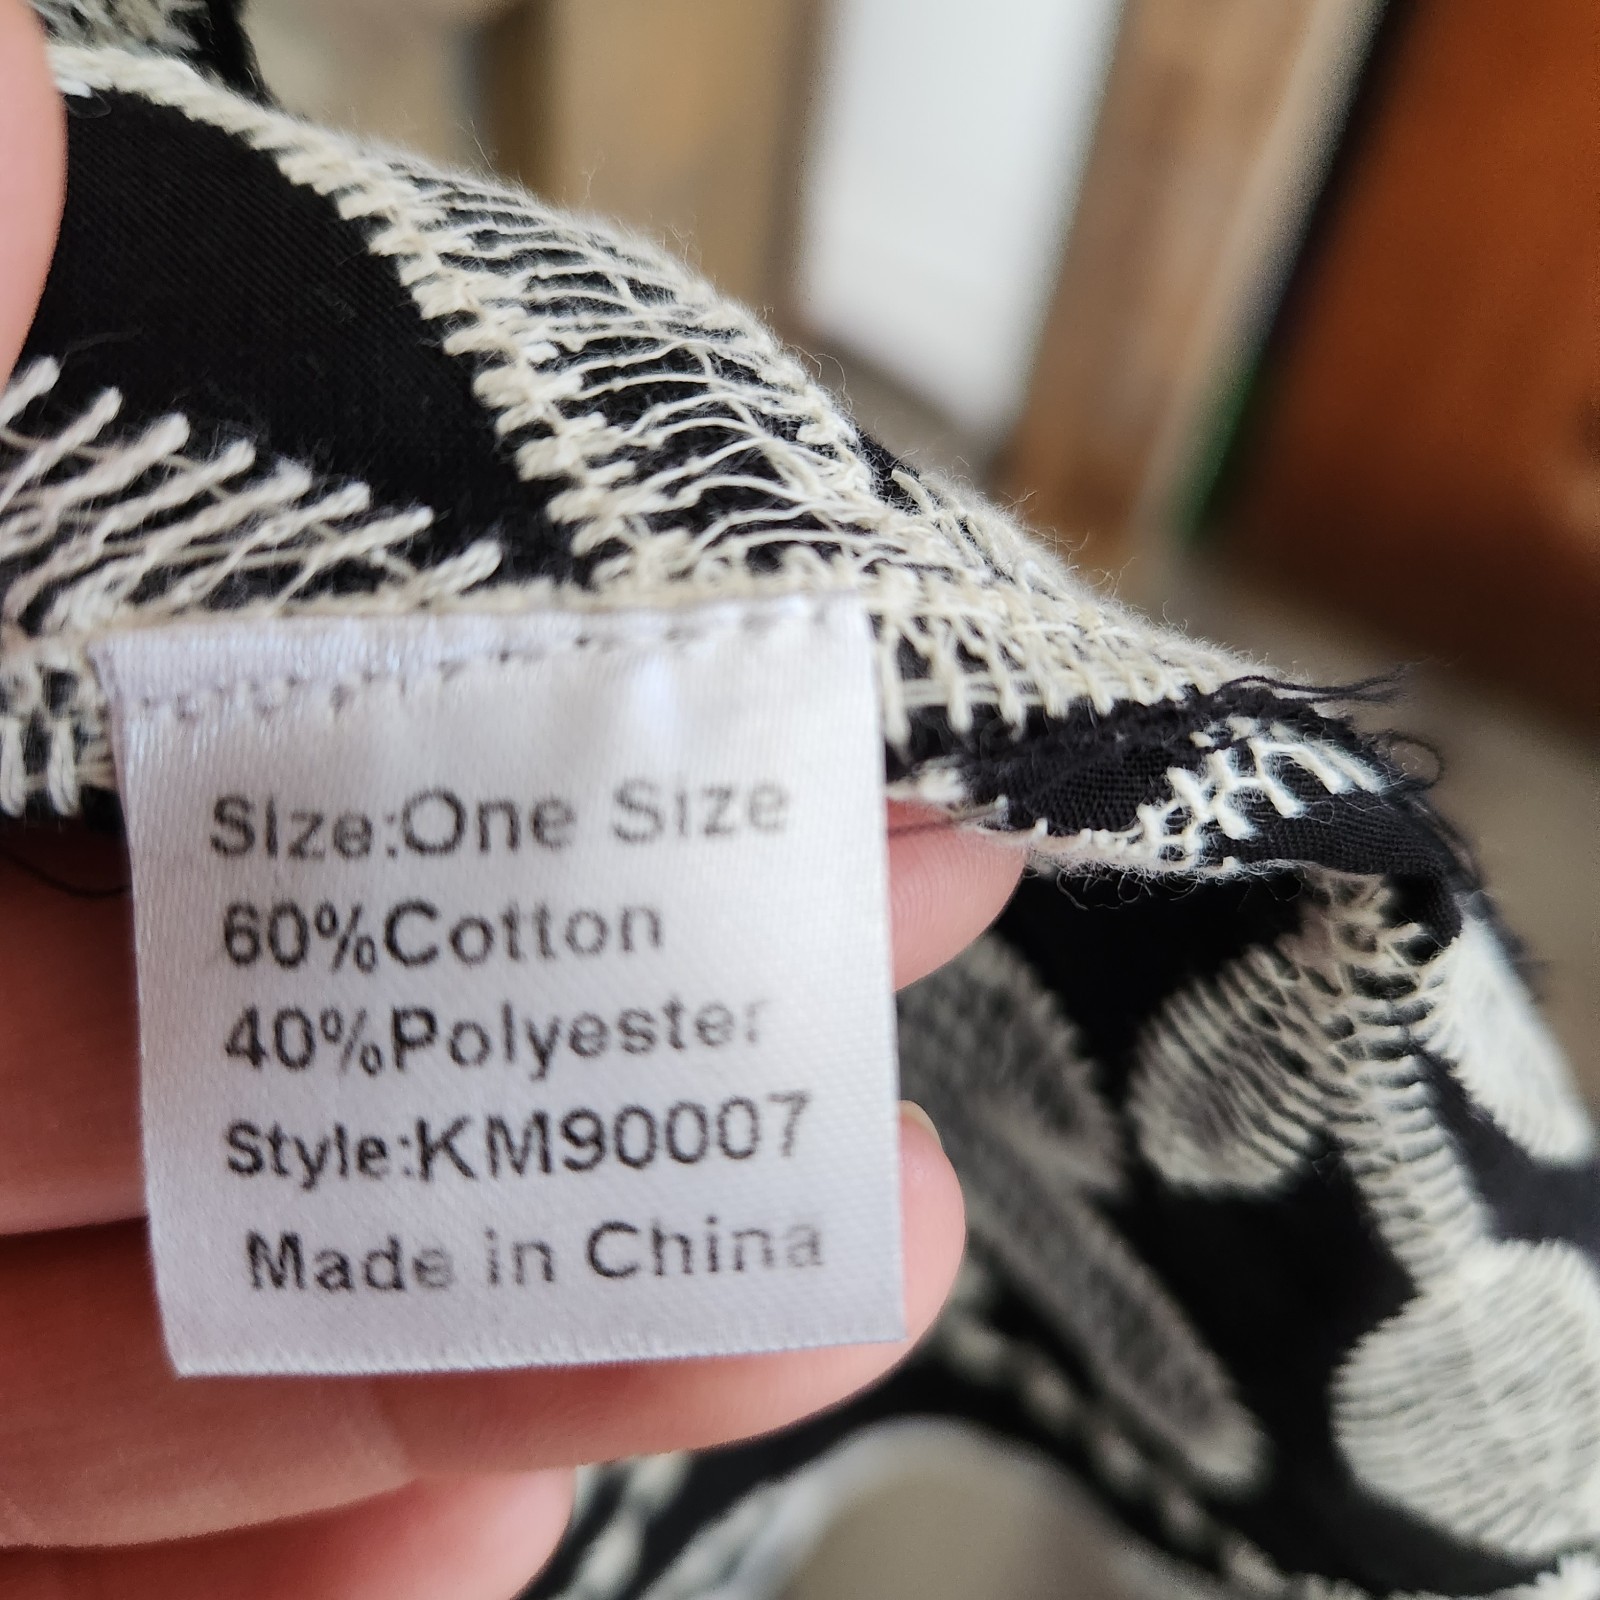 Size:One Size
60%Cotton
40%Polyester
Style:KM90007
Made in China